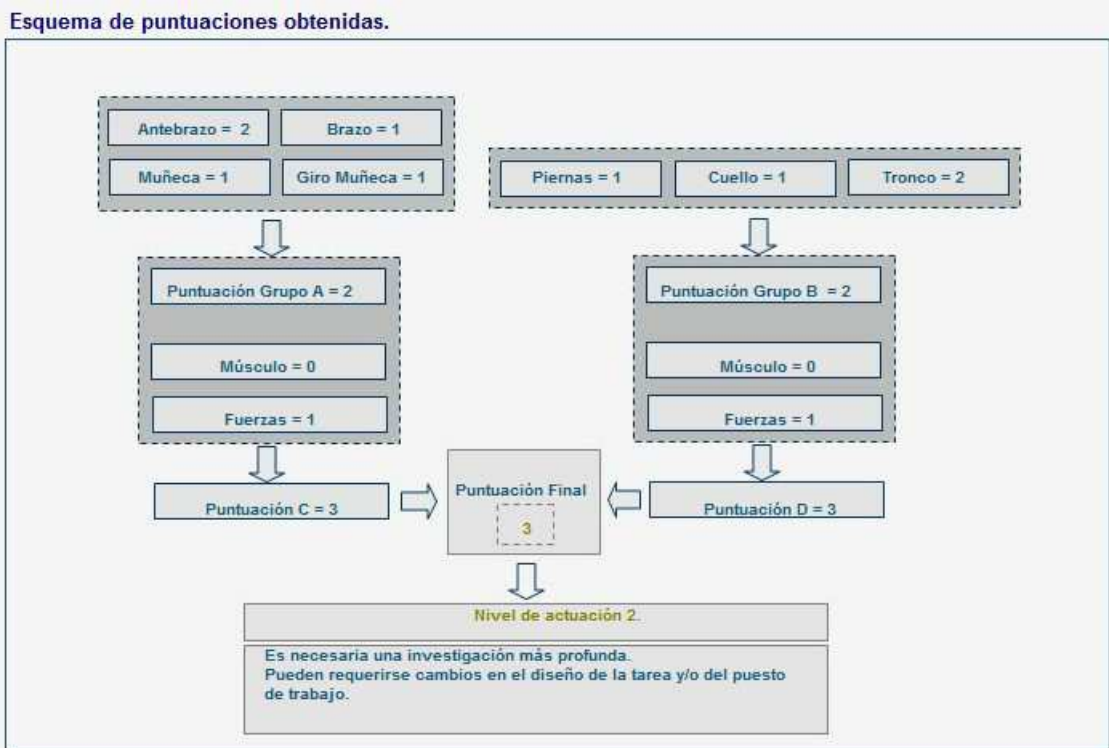 Esquema de puntuaciones obtenidas.
Antebrazo = 2
Brazo = 1
Muñeca = 1
Giro Muñeca = 1
Piernas = 1
Cuello = 1
Tronco = 2
Puntuación Grupo A = 2
Músculo = 0
Fuerzas = 1
Puntuación Grupo B = 2
Músculo = 0
Fuerzas = 1
Puntuación C = 3
Puntuación Final
3
Puntuación D = 3
Nivel de actuación 2.
Es necesaria una investigación más profunda.
Pueden requerirse cambios en el diseño de la tarea y/o del puesto
de trabajo.